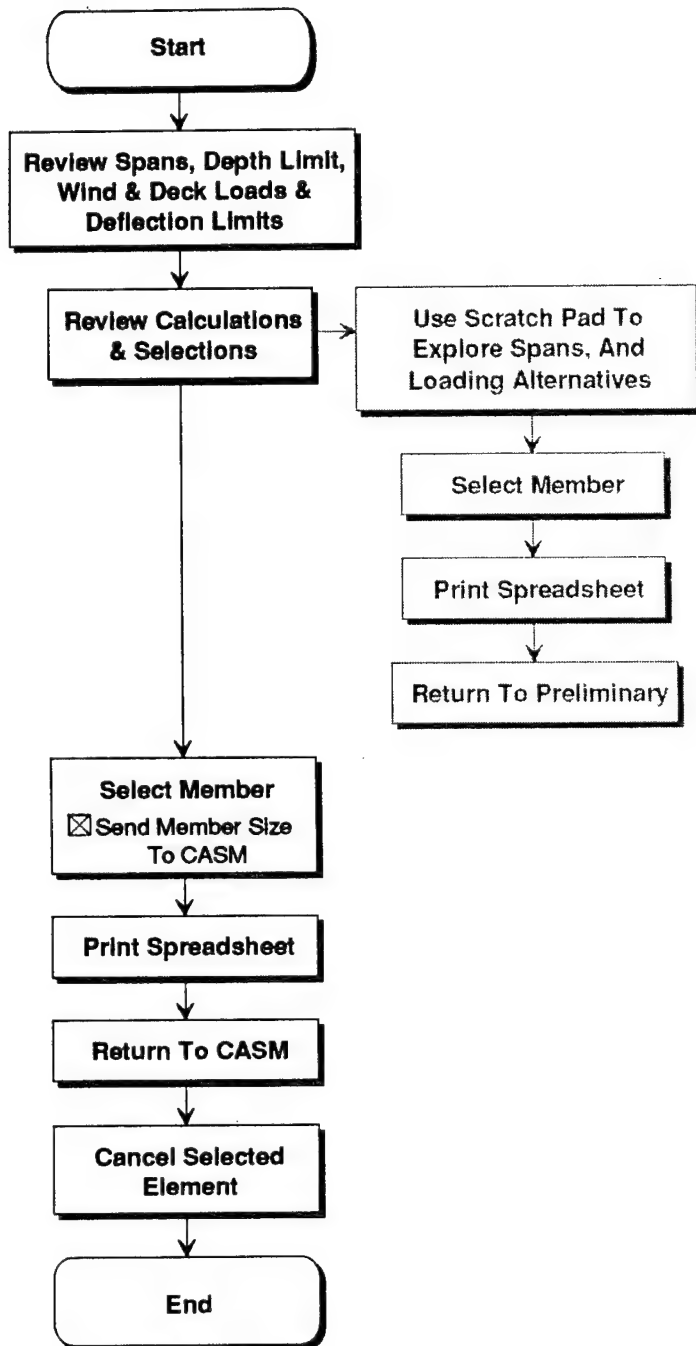 Start
Review Spans, Depth Limit,
Wind & Deck Loads &
Deflection Limits
Review Calculations
& Selections
Use Scratch Pad To
Explore Spans, And
Loading Alternatives
Select Member
Print Spreadsheet
Return To Preliminary
Select Member
☒ Send Member Size
To CASM
Print Spreadsheet
Return To CASM
Cancel Selected
Element
End